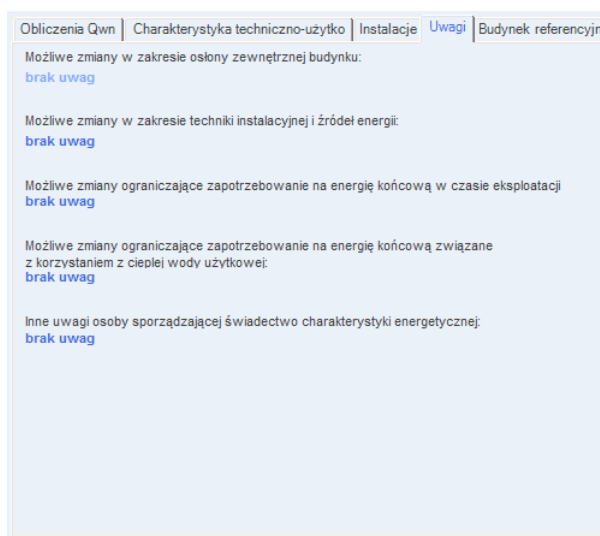 Obliczenia Qwn Charakterystyka techniczno-użytko Instalacje Uwagi Budynek referencyjn
Możliwe zmiany w zakresie osłony zewnętrznej budynku:
brak uwag
Możliwe zmiany w zakresie techniki instalacyjnej i źródeł energii:
brak uwag
Możliwe zmiany ograniczające zapotrzebowanie na energię końcową w czasie eksploatacji
brak uwag
Możliwe zmiany ograniczające zapotrzebowanie na energię końcową związane
z korzystaniem z ciepłej wody użytkowej:
brak uwag
Inne uwagi osoby sporządzającej świadectwo charakterystyki energetycznej:
brak uwag